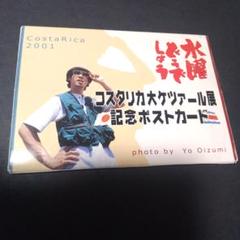 CostaRica
2001
水曜
どうで
しょう
コスタリカ大ケツァール展
記念ポストカード
photo by Yo Oizumi